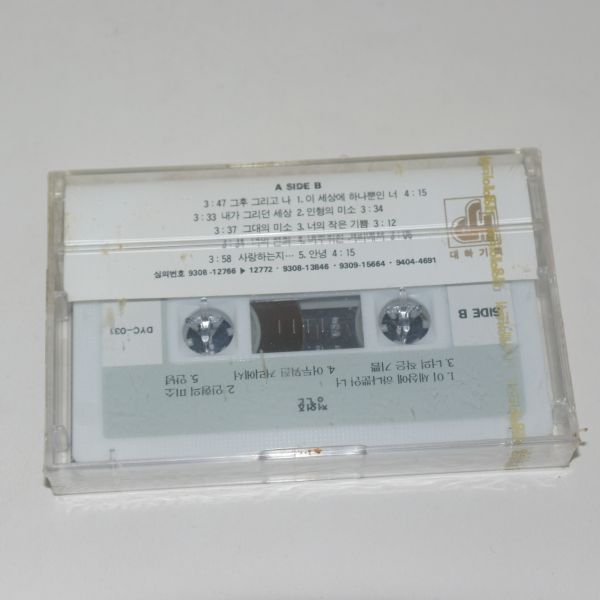 A SIDE B
3:47 그후 그리고 나 1. 이 세상에 하나뿐인 너 4:15
3:33 내가 그리던 세상 2. 인형의 미소 3:34
3:37 그대의 미소 3. 너의 작은 기쁨 3:12
3:58 사랑하는지··· 5. 안녕 4:15
심의번호 9308-12766 ▶ 12772 · 9308-13846 · 9309-15664 · 9404-4691
대하기
SIDE B
DYC-031
1. 이 세상에 하나뿐인 너
2. 인형의 미소
3. 너의 작은 기쁨
4. 어두워진 거리에서
5. 안녕